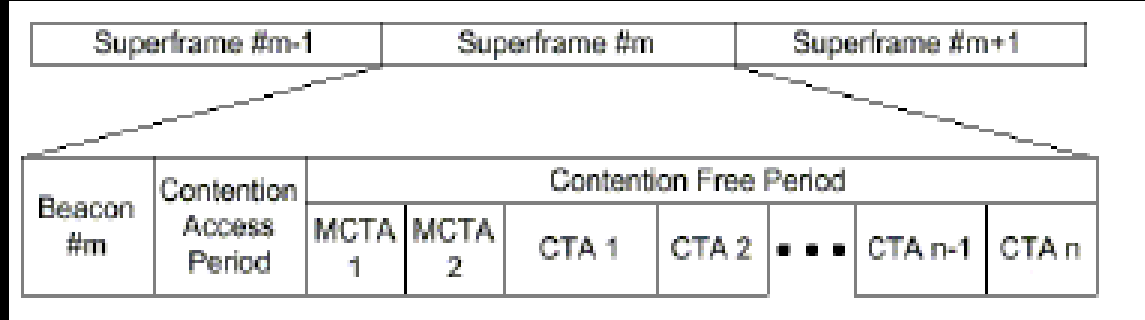 Superframe #m-1
Superframe #m
Superframe #m+1
Beacon
#m
Contention
Access
Period
Contention Free Period
MCTA
1
MCTA
2
CTA 1
CTA 2
• • •
CTA n-1
CTA n